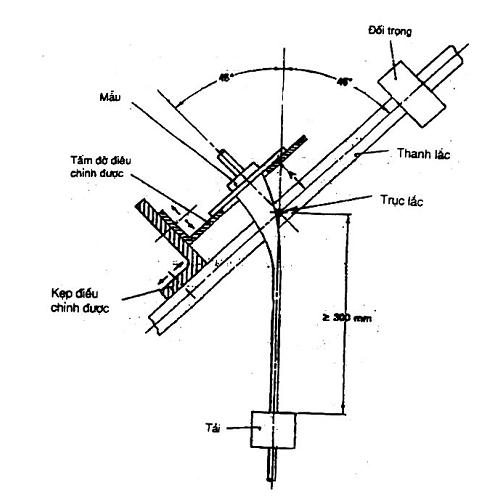 Đối trọng
45°
45°
Mẫu
Thanh lắc
Tấm đỡ điều
chỉnh được
Trục lắc
Kẹp điều
chỉnh được
≥ 300 mm
Tải